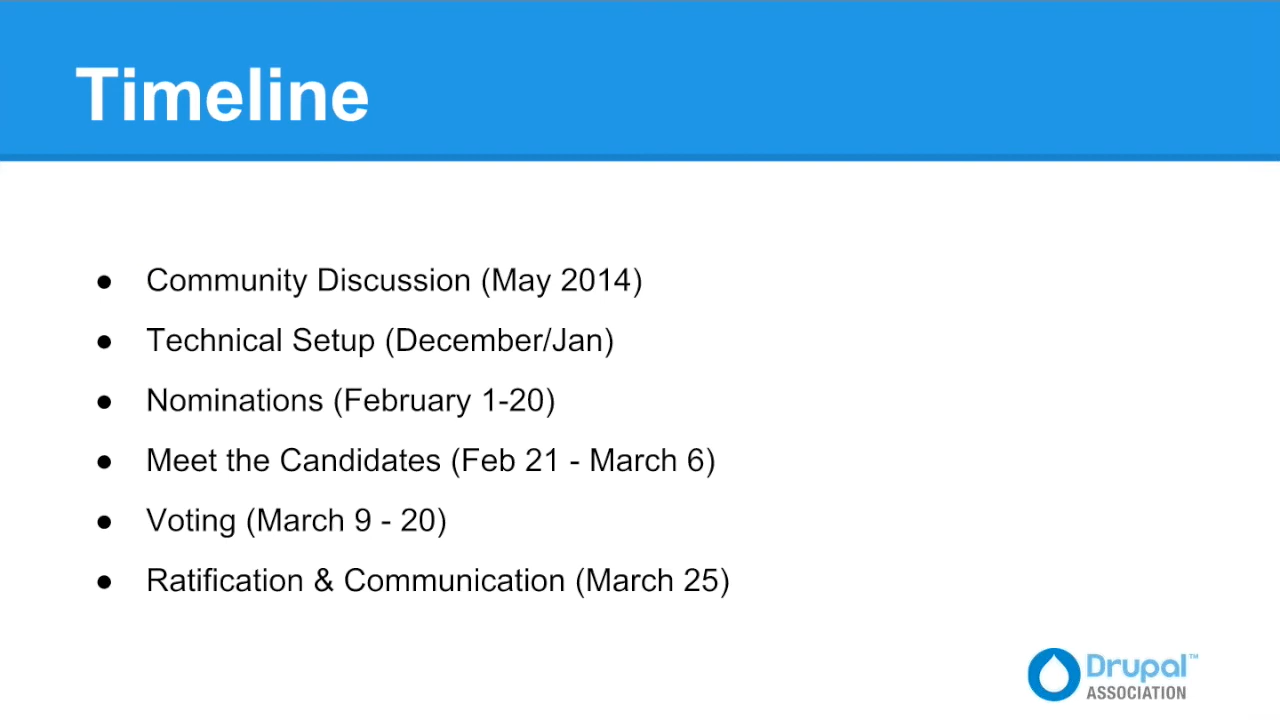 Timeline
● Community Discussion (May 2014)
● Technical Setup (December/Jan)
● Nominations (February 1-20)
● Meet the Candidates (Feb 21 - March 6)
● Voting (March 9 - 20)
● Ratification & Communication (March 25)
Drupal™
ASSOCIATION